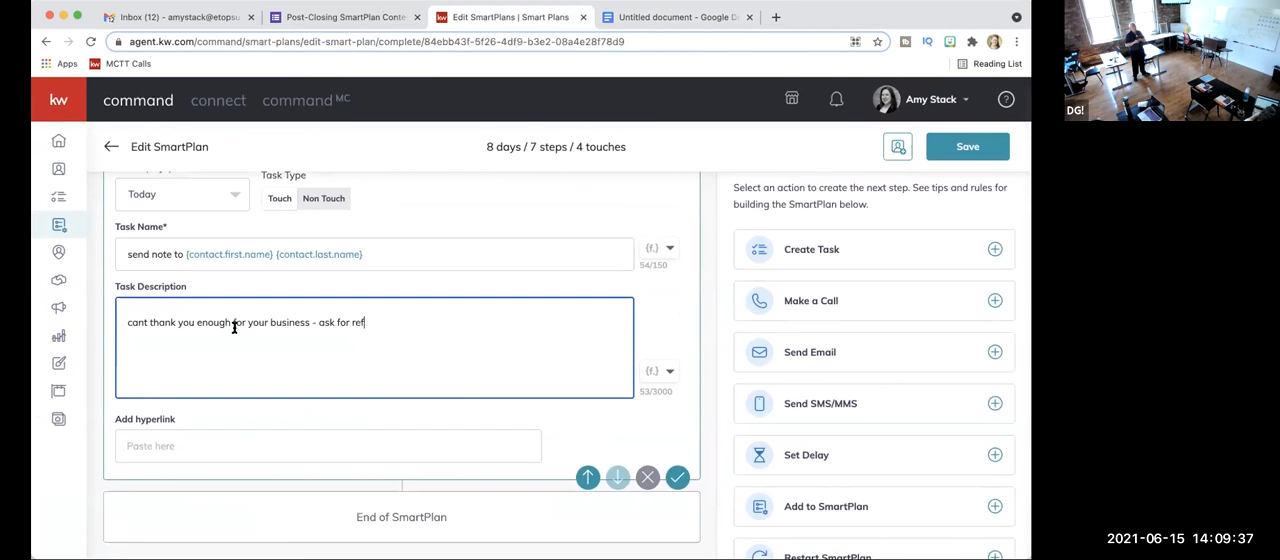 Inbox (12) - amystack@etopsu
Post-Closing SmartPlan Conte
Edit SmartPlans | Smart Plans
Untitled document - Google D
agent.kw.com/command/smart-plans/edit-smart-plan/complete/84ebb43f-5f26-4df9-b3e2-08a4e28f78d9
Apps
kw
MCTT Calls
Reading List
kw
command
connect
command MC
Amy Stack
Edit SmartPlan
8 days / 7 steps / 4 touches
Save
Task Type
Today
Touch
Non Touch
Task Name*
send note to {contact.first.name} {contact.last.name}
{f.}
54/150
Task Description
cant thank you enough for your business - ask for ref
{f.}
53/3000
Add hyperlink
Paste here
End of SmartPlan
Select an action to create the next step. See tips and rules for
building the SmartPlan below.
Create Task
Make a Call
Send Email
Send SMS/MMS
Set Delay
Add to SmartPlan
Restart SmartPlan
DG!
2021-06-15 14:09:37